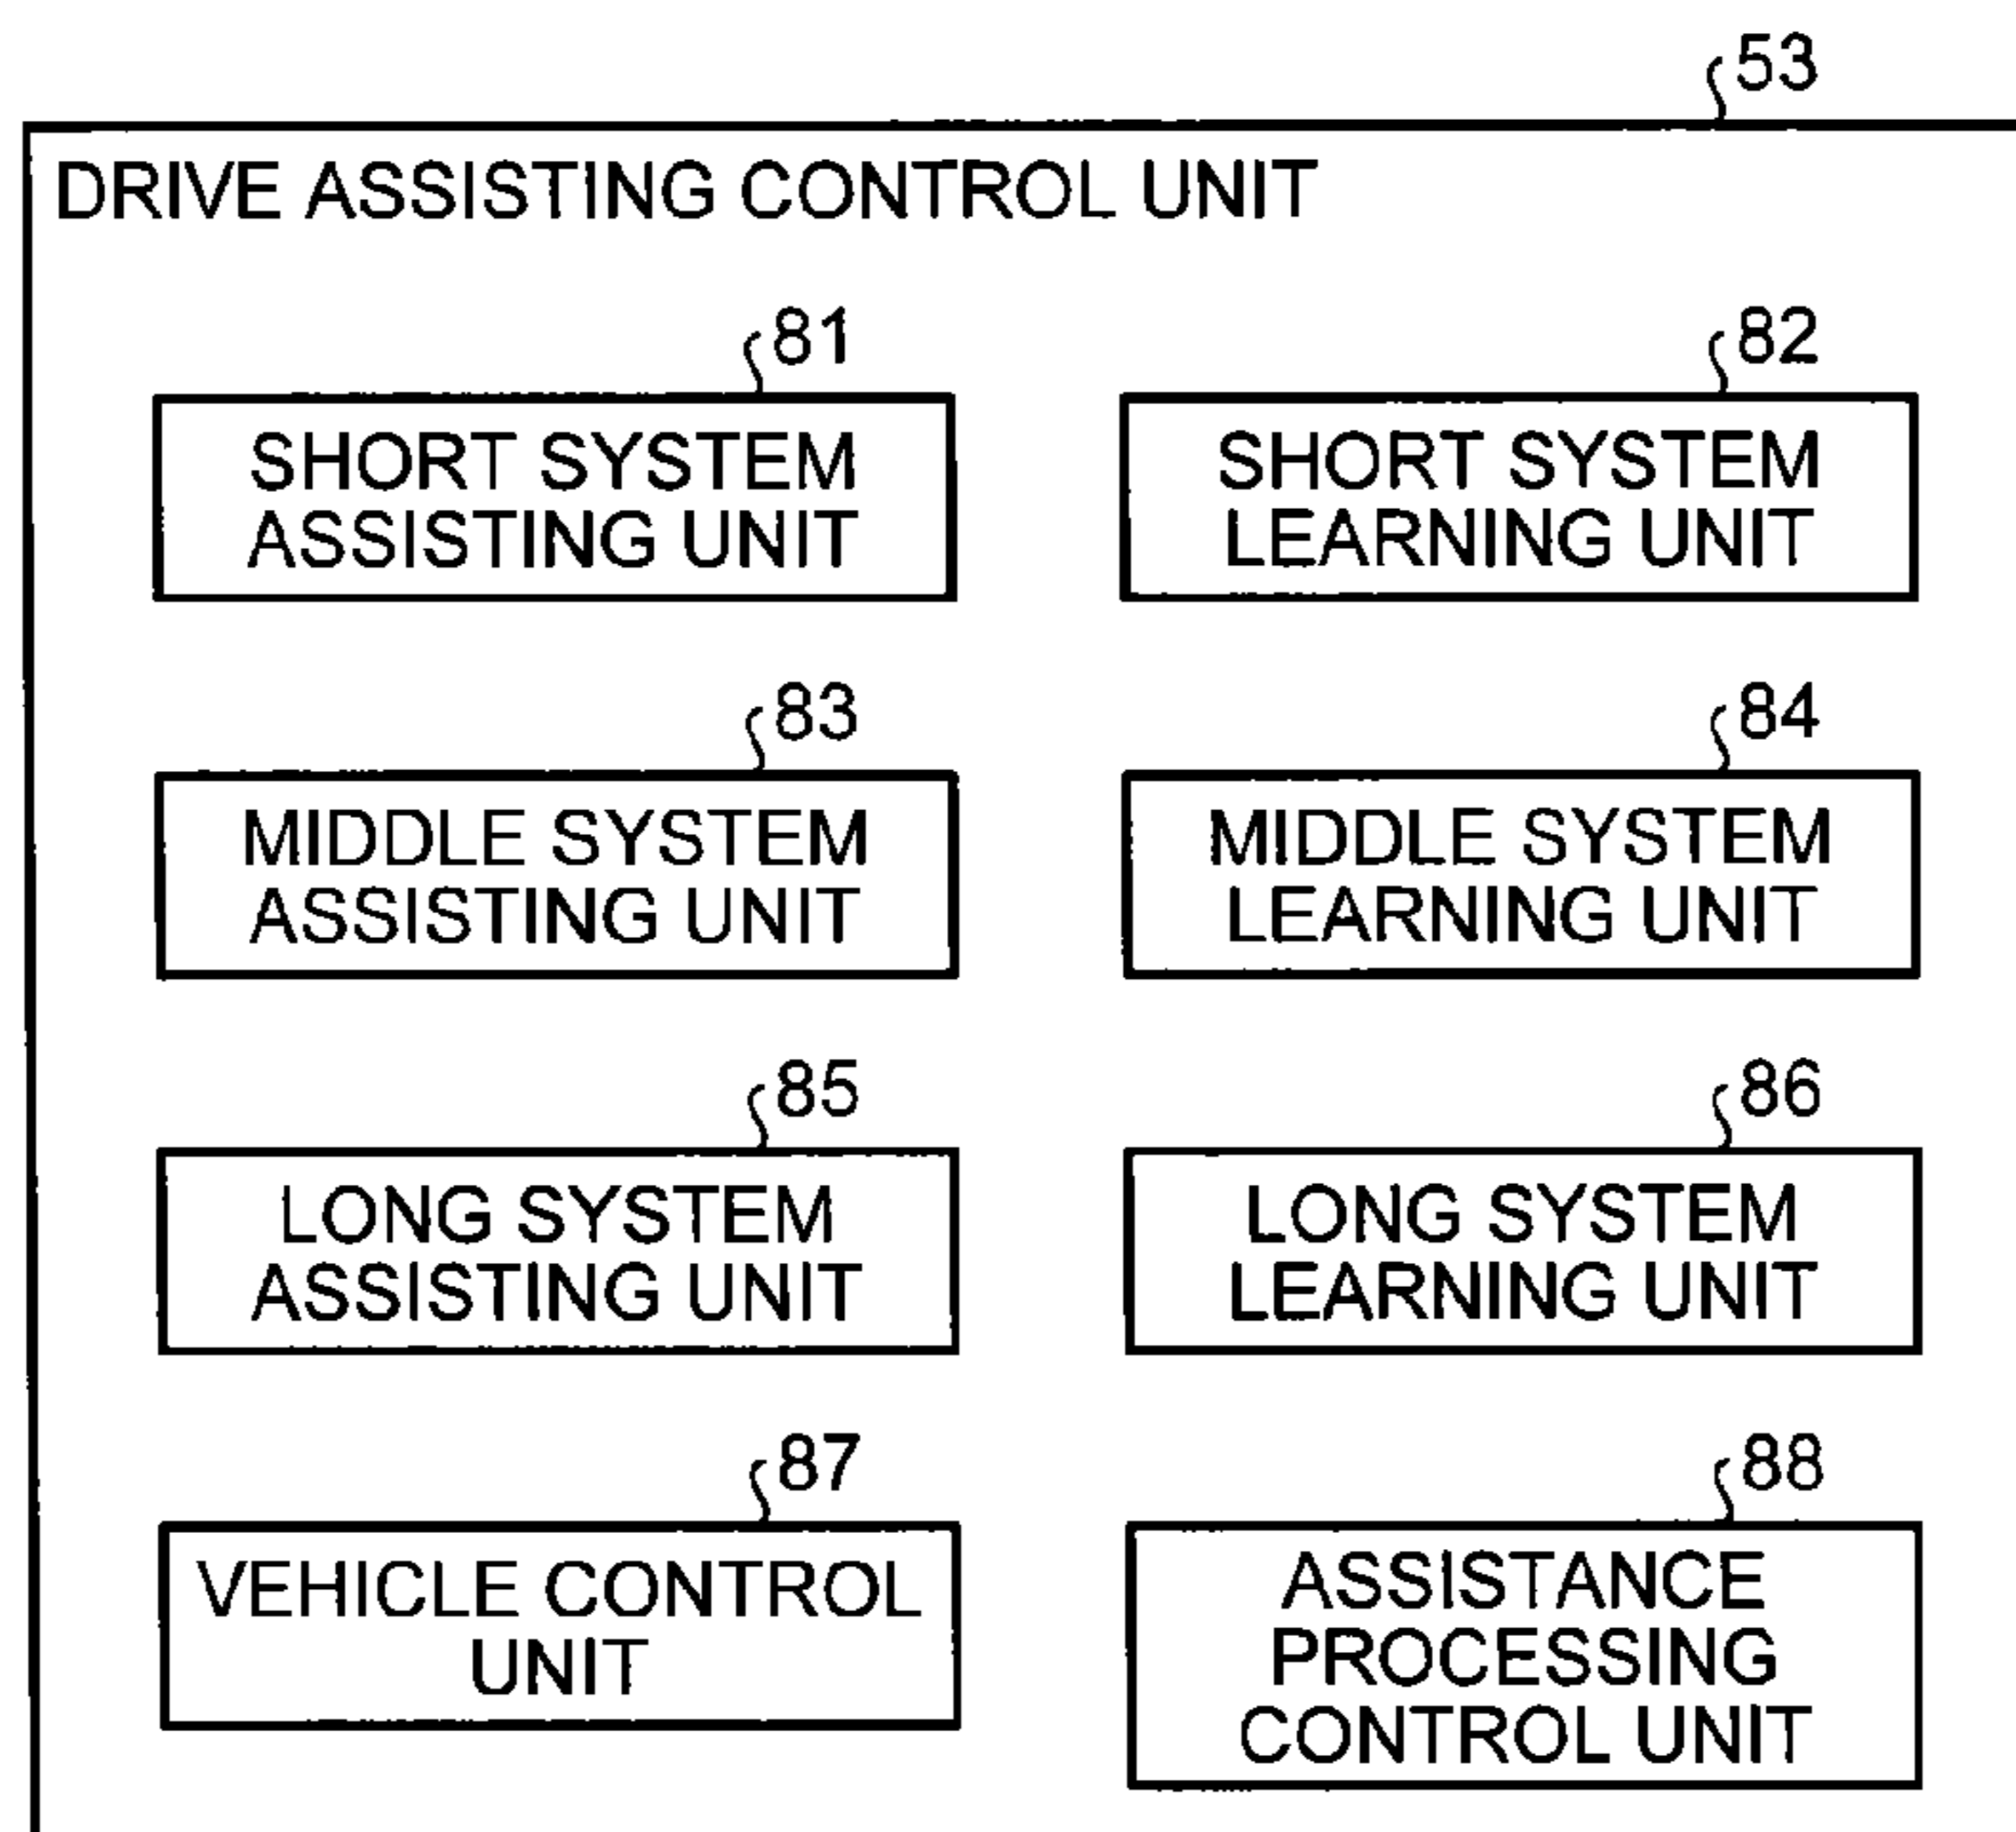 53
DRIVE ASSISTING CONTROL UNIT
81
SHORT SYSTEM
ASSISTING UNIT
82
SHORT SYSTEM
LEARNING UNIT
83
MIDDLE SYSTEM
ASSISTING UNIT
84
MIDDLE SYSTEM
LEARNING UNIT
85
LONG SYSTEM
ASSISTING UNIT
86
LONG SYSTEM
LEARNING UNIT
87
VEHICLE CONTROL
UNIT
88
ASSISTANCE
PROCESSING
CONTROL UNIT